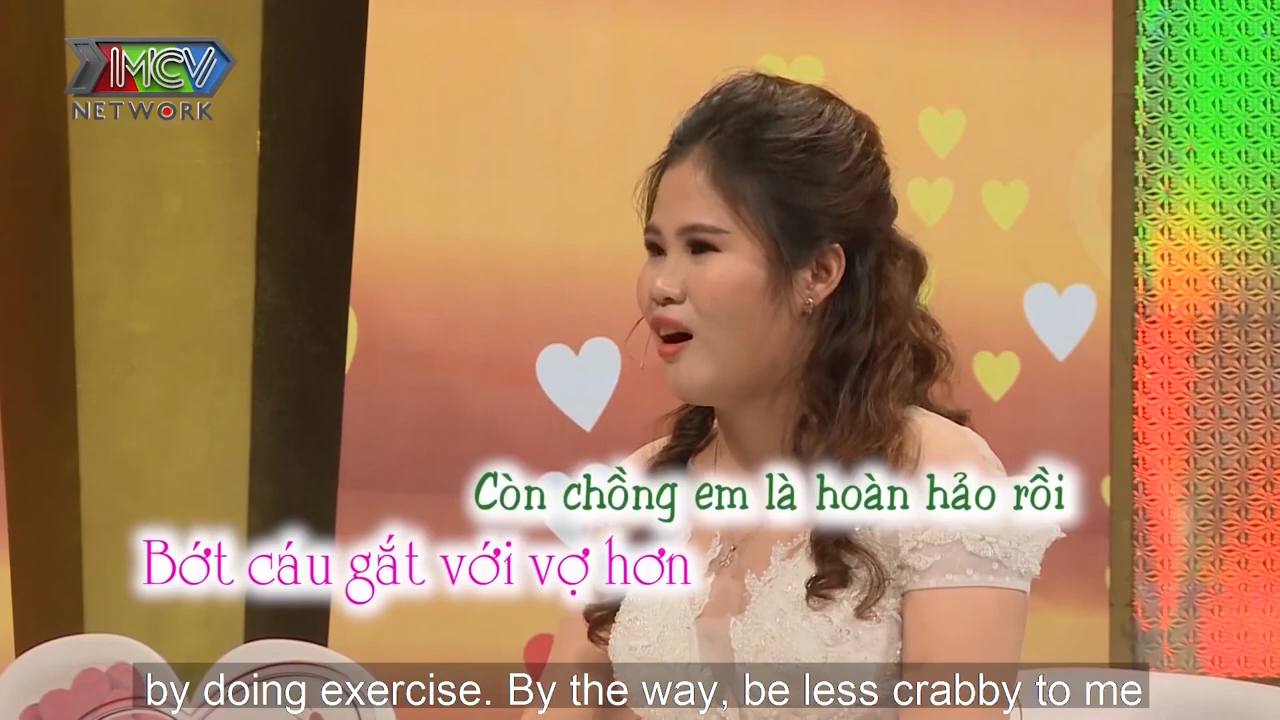 MCV
NETWORK
Còn chồng em là hoàn hảo rồi
Bớt cáu gắt với vợ hơn
by doing exercise. By the way, be less crabby to me